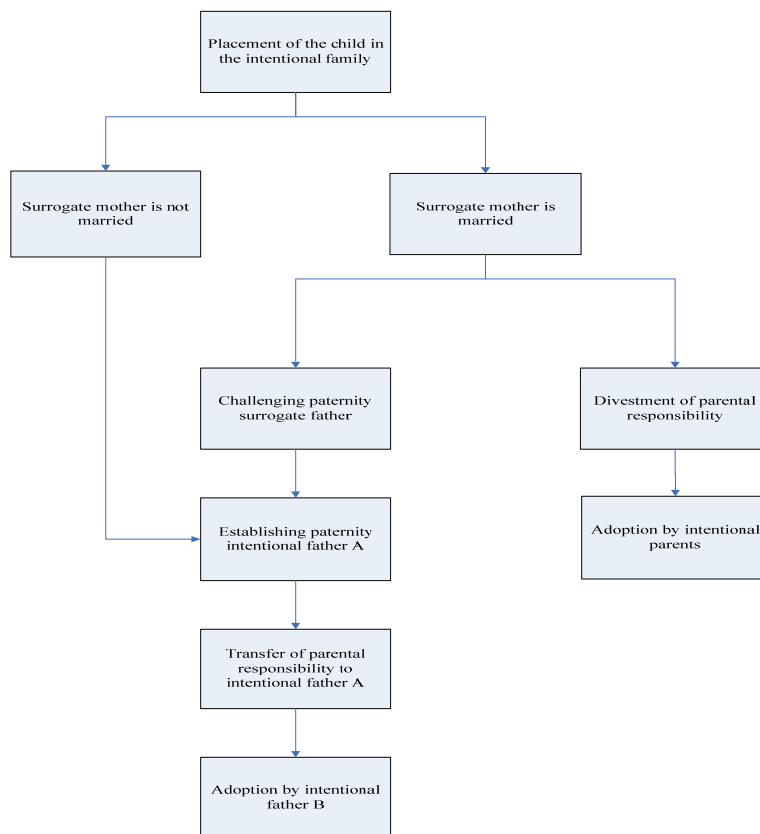 Placement of the child in
the intentional family
Surrogate mother is not
married
Surrogate mother is
married
Challenging paternity
surrogate father
Divestment of parental
responsibility
Establishing paternity
intentional father A
Adoption by intentional
parents
Transfer of parental
responsibility to
intentional father A
Adoption by intentional
father B